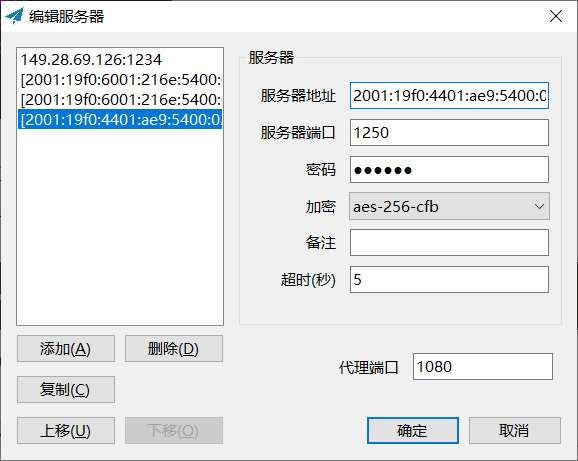 编辑服务器
149.28.69.126:1234
[2001:19f0:6001:216e:5400:
[2001:19f0:6001:216e:5400:
[2001:19f0:4401:ae9:5400:0
服务器
服务器地址 2001:19f0:4401:ae9:5400:0
服务器端口 1250
密码 ●●●●●●
加密 aes-256-cfb
备注
超时(秒) 5
添加(A) 删除(D)
代理端口 1080
复制(C)
上移(U) 下移(O) 确定 取消